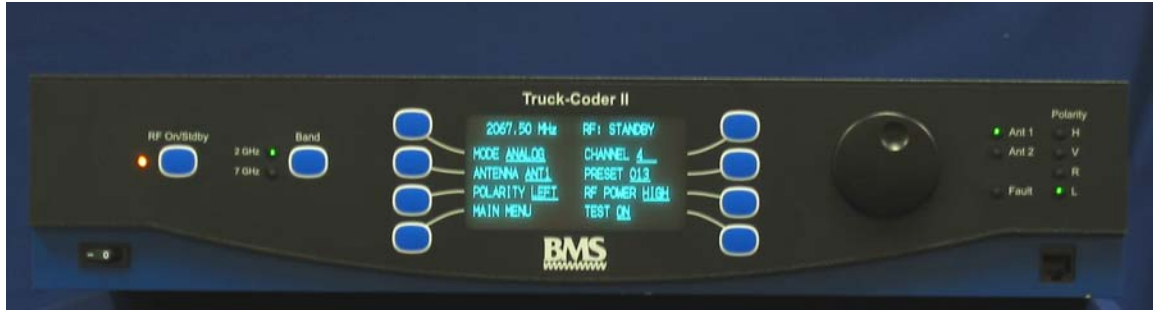 Truck-Coder II
RF On/Stdby
Band
2 GHz
7 GHz
2067.50 MHz RF: STANDBY
MODE ANALOG CHANNEL 4
ANTENNA ANT1 PRESET 013
POLARITY LEFT RF POWER HIGH
MAIN MENU TEST ON
BMS
Polarity
Ant 1 H
Ant 2 V
R
Fault L
- 0